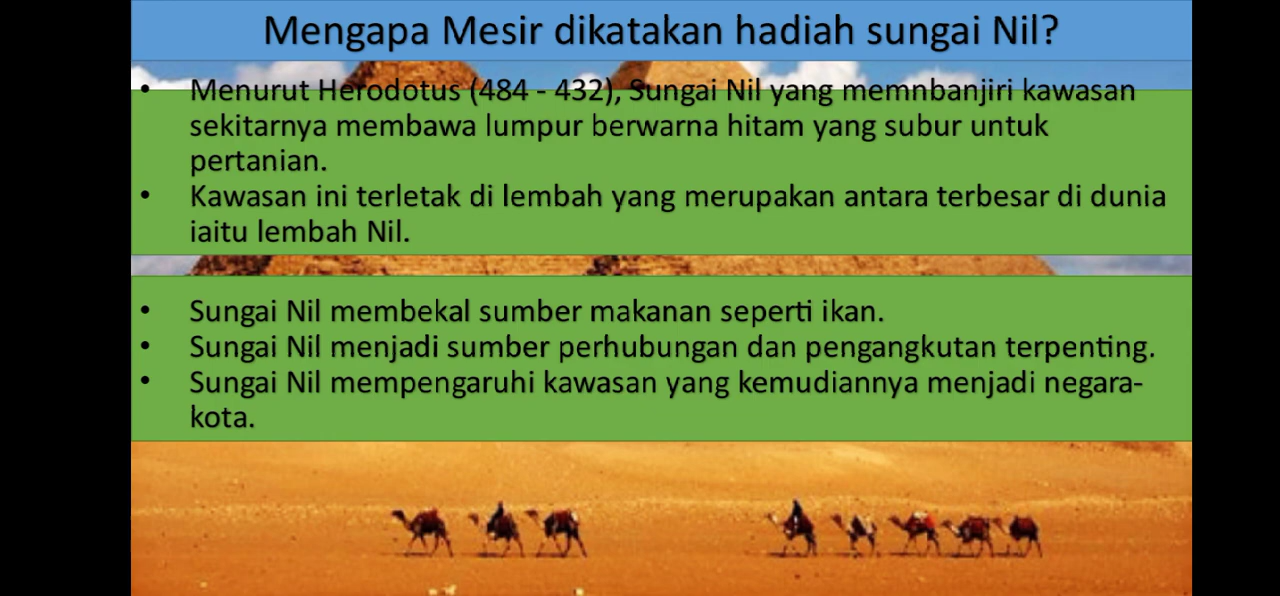 Mengapa Mesir dikatakan hadiah sungai Nil?
• Menurut Herodotus (484 - 432), Sungai Nil yang memnbanjiri kawasan
sekitarnya membawa lumpur berwarna hitam yang subur untuk
pertanian.
• Kawasan ini terletak di lembah yang merupakan antara terbesar di dunia
iaitu lembah Nil.
• Sungai Nil membekal sumber makanan seperti ikan.
• Sungai Nil menjadi sumber perhubungan dan pengangkutan terpenting.
• Sungai Nil mempengaruhi kawasan yang kemudiannya menjadi negara-
kota.